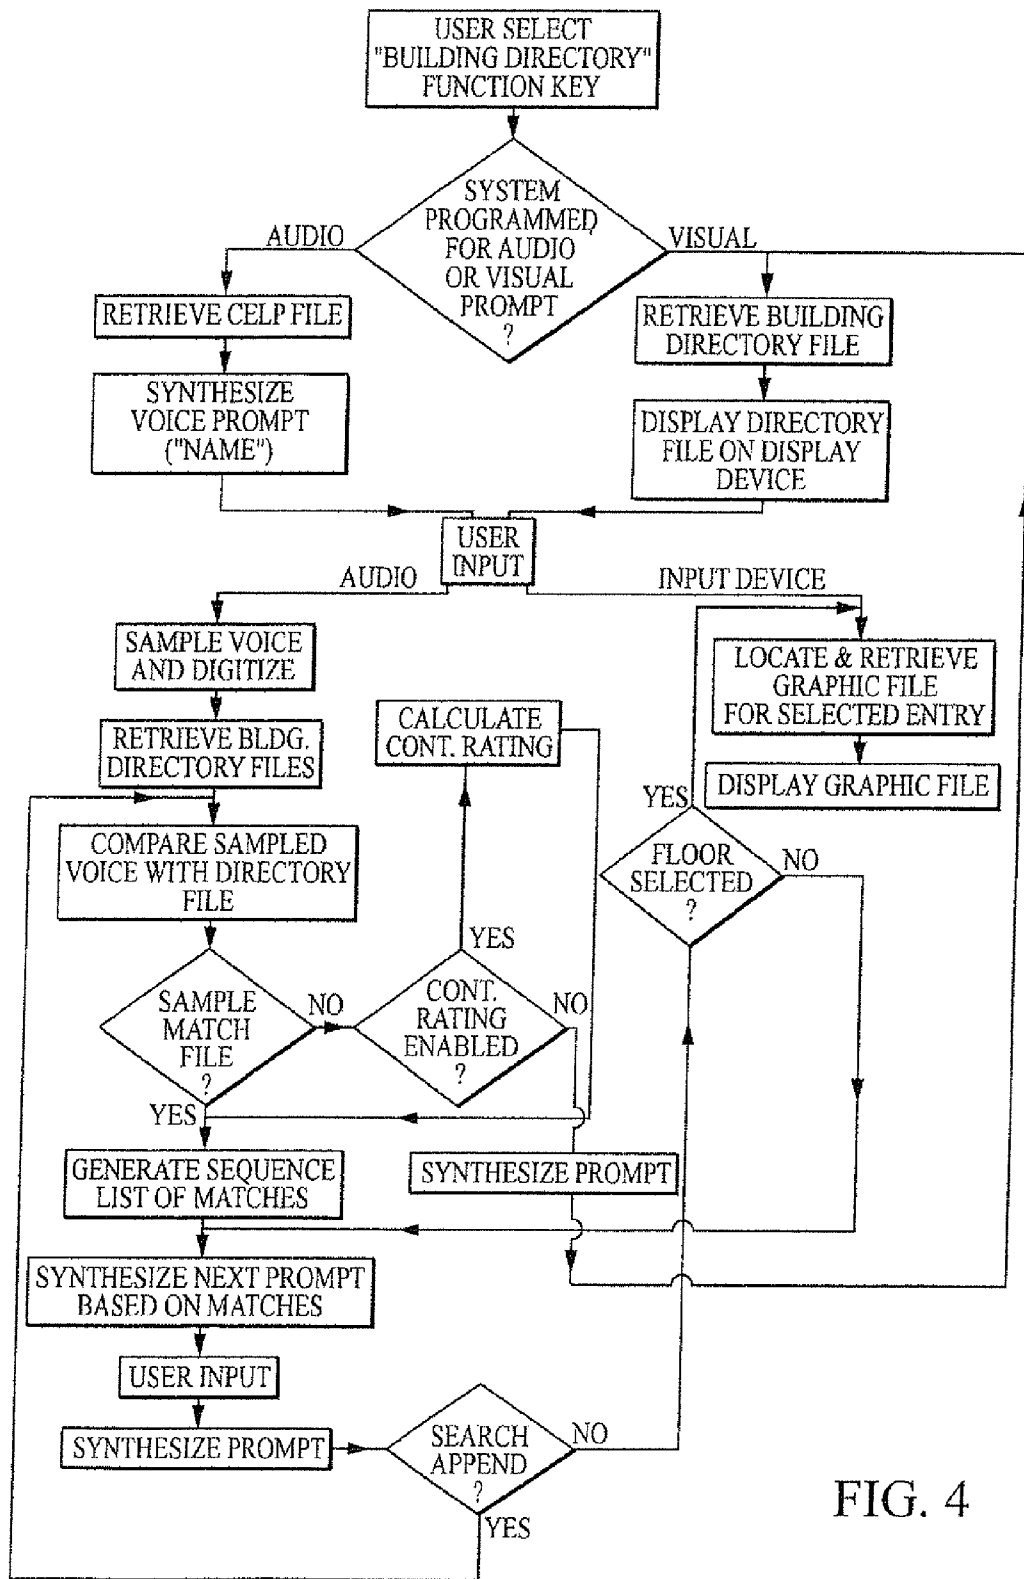 USER SELECT
"BUILDING DIRECTORY"
FUNCTION KEY
SYSTEM
PROGRAMMED
FOR AUDIO
OR VISUAL
PROMPT
?
AUDIO
VISUAL
RETRIEVE CELP FILE
RETRIEVE BUILDING
DIRECTORY FILE
SYNTHESIZE
VOICE PROMPT
("NAME")
DISPLAY DIRECTORY
FILE ON DISPLAY
DEVICE
USER
INPUT
AUDIO
INPUT DEVICE
SAMPLE VOICE
AND DIGITIZE
LOCATE & RETRIEVE
GRAPHIC FILE
FOR SELECTED ENTRY
RETRIEVE BLDG.
DIRECTORY FILES
CALCULATE
CONT. RATING
DISPLAY GRAPHIC FILE
YES
COMPARE SAMPLED
VOICE WITH DIRECTORY
FILE
FLOOR
SELECTED
?
NO
YES
SAMPLE
MATCH
FILE
?
NO
CONT.
RATING
ENABLED
?
NO
YES
GENERATE SEQUENCE
LIST OF MATCHES
SYNTHESIZE PROMPT
SYNTHESIZE NEXT PROMPT
BASED ON MATCHES
USER INPUT
SYNTHESIZE PROMPT
SEARCH
APPEND
?
NO
YES
FIG. 4